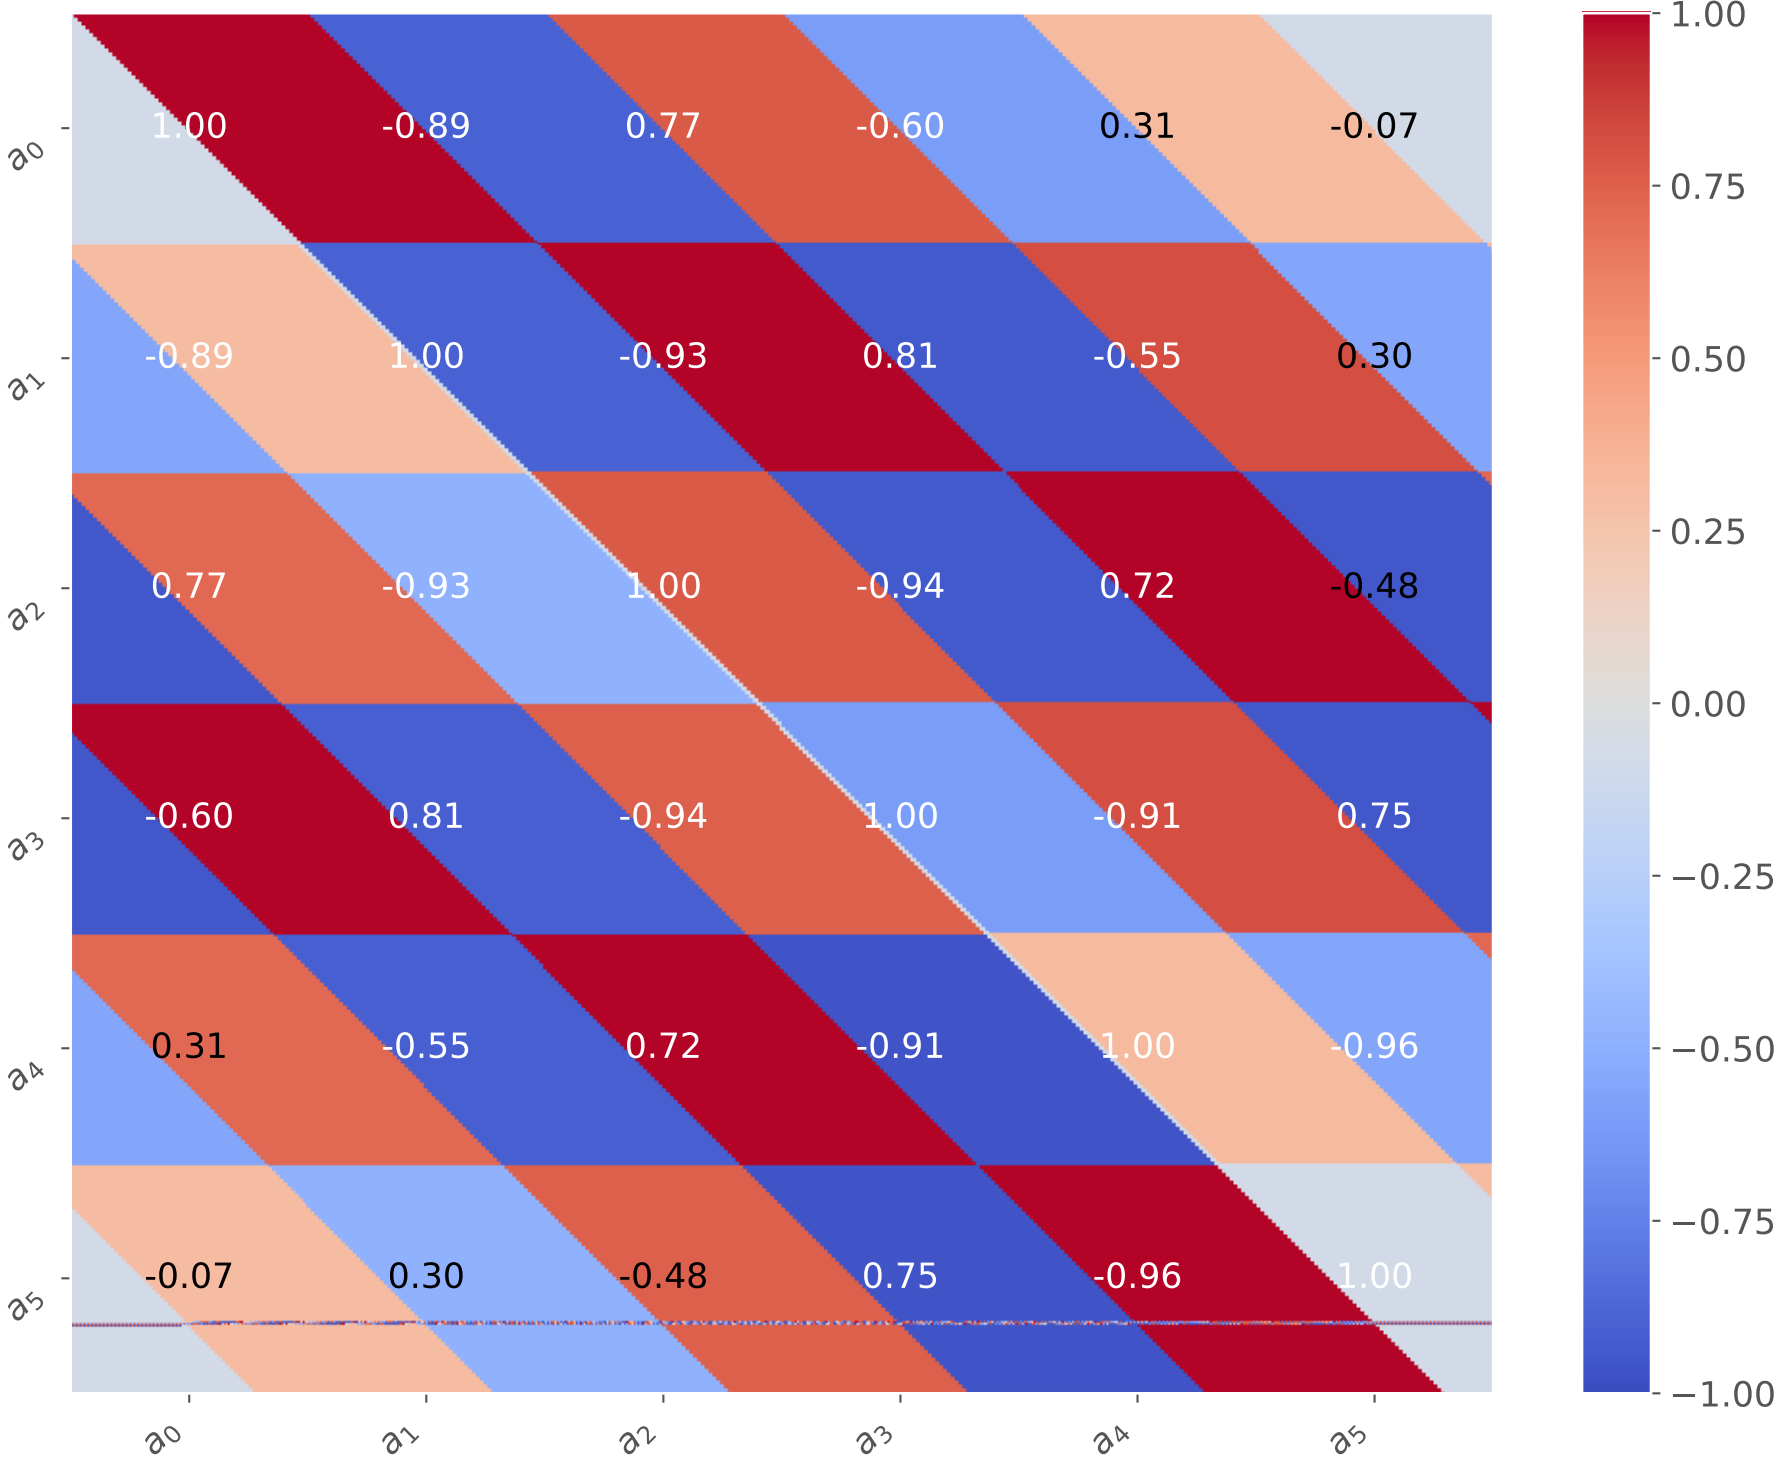 1.00
a0 1.00 -0.89 0.77 -0.60 0.31 -0.07
0.75
a1 -0.89 1.00 -0.93 0.81 -0.55 0.30
0.50
0.25
a2 0.77 -0.93 1.00 -0.94 0.72 -0.48
0.00
a3 -0.60 0.81 -0.94 1.00 -0.91 0.75
−0.25
a4 0.31 -0.55 0.72 -0.91 1.00 -0.96
−0.50
−0.75
a5 -0.07 0.30 -0.48 0.75 -0.96 1.00
−1.00
a0 a1 a2 a3 a4 a5